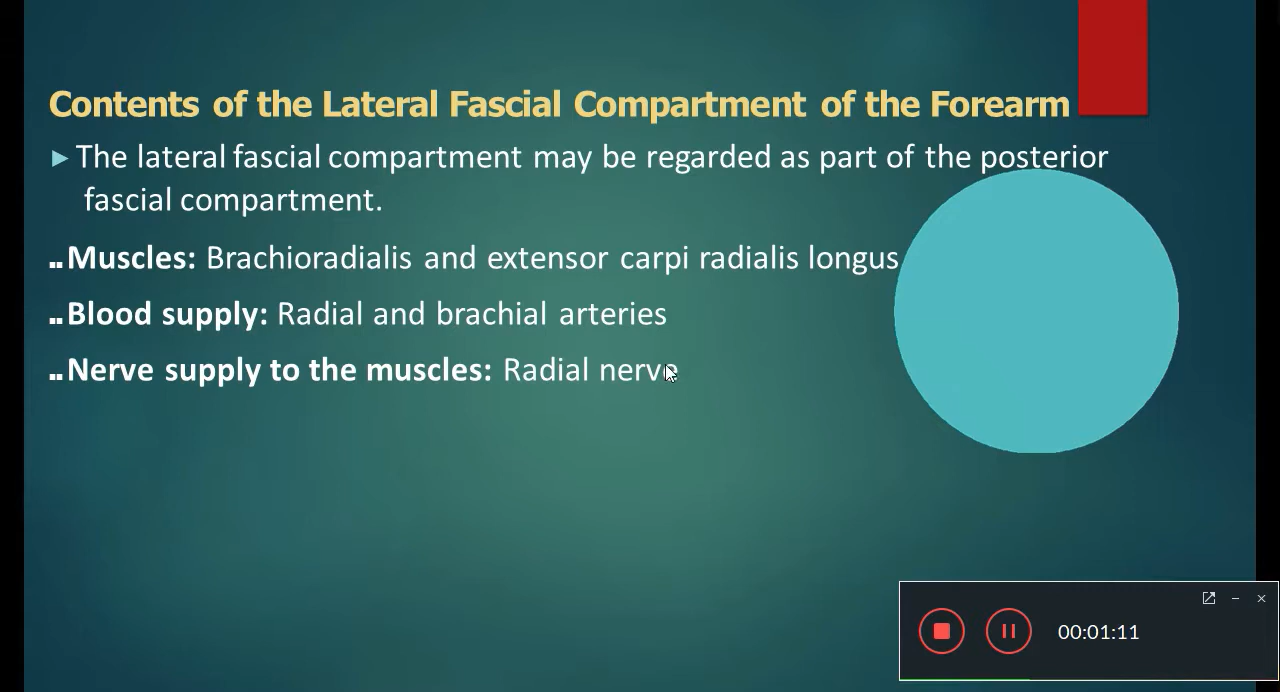 Contents of the Lateral Fascial Compartment of the Forearm
The lateral fascial compartment may be regarded as part of the posterior
fascial compartment.
Muscles: Brachioradialis and extensor carpi radialis longus
Blood supply: Radial and brachial arteries
Nerve supply to the muscles: Radial nerve
00:01:11